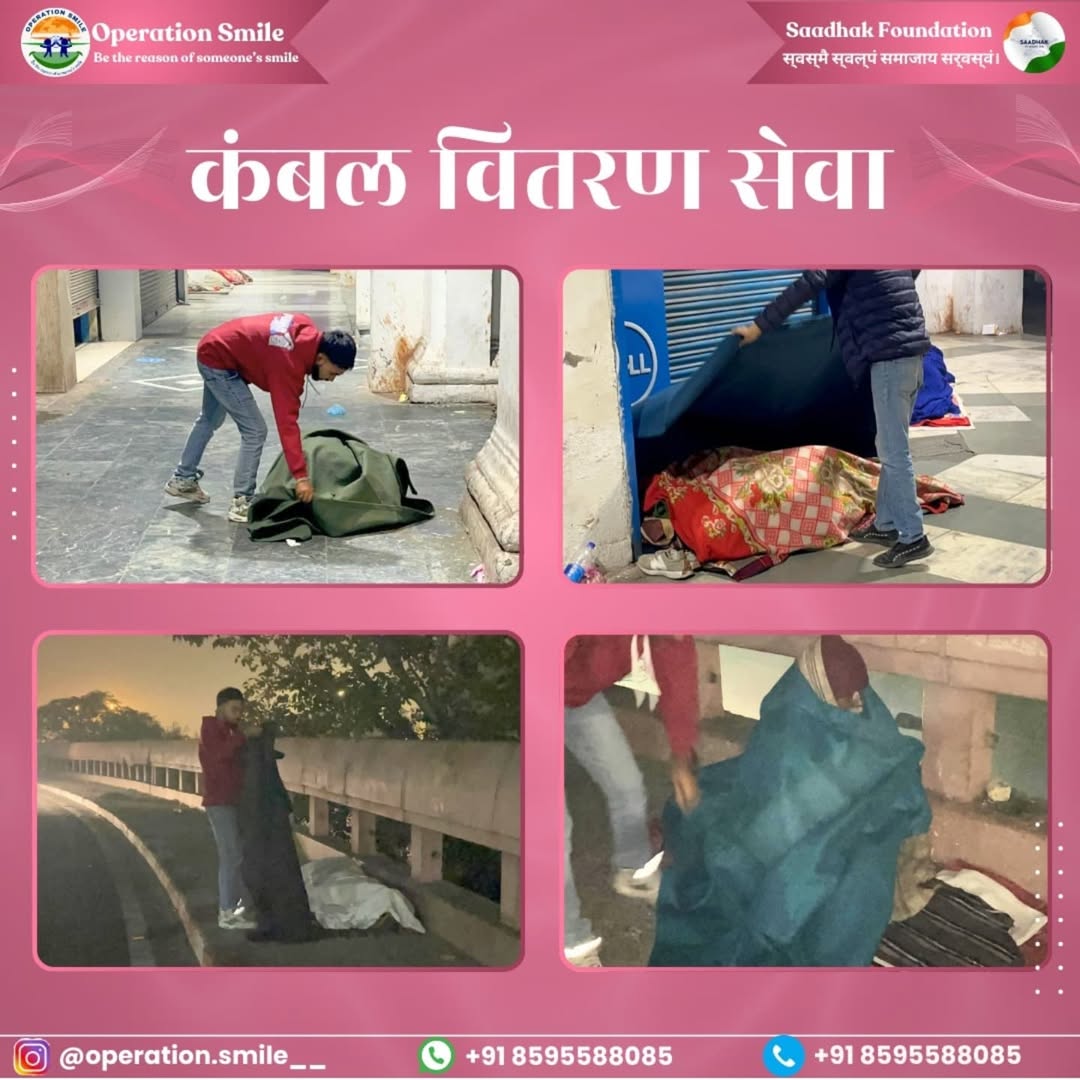 OPERATION SMILE
Operation Smile
Be the reason of someone's smile
Saadhak Foundation
स्वस्मै स्वल्पं समाजाय सर्वस्वं।
SAADHAK
कंबल वितरण सेवा
@operation.smile__
+91 8595588085
+91 8595588085